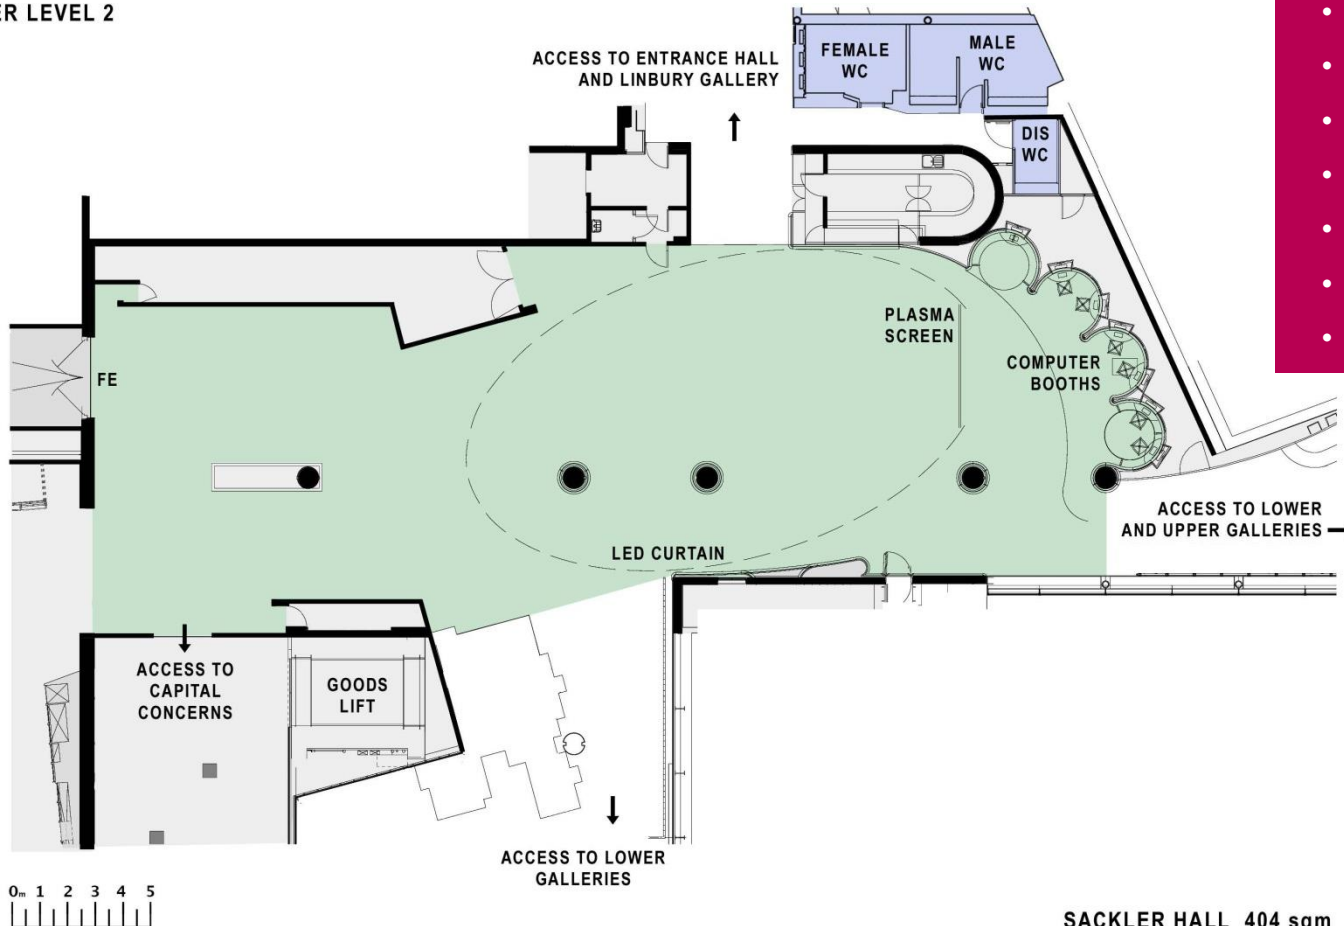 ER LEVEL 2
ACCESS TO ENTRANCE HALL
AND LINBURY GALLERY
FEMALE
WC
MALE
WC
DIS
WC
PLASMA
SCREEN
COMPUTER
BOOTHS
FE
ACCESS TO LOWER
AND UPPER GALLERIES
LED CURTAIN
ACCESS TO
CAPITAL
CONCERNS
GOODS
LIFT
ACCESS TO LOWER
GALLERIES
0m 1 2 3 4 5
SACKLER HALL 404 sqm